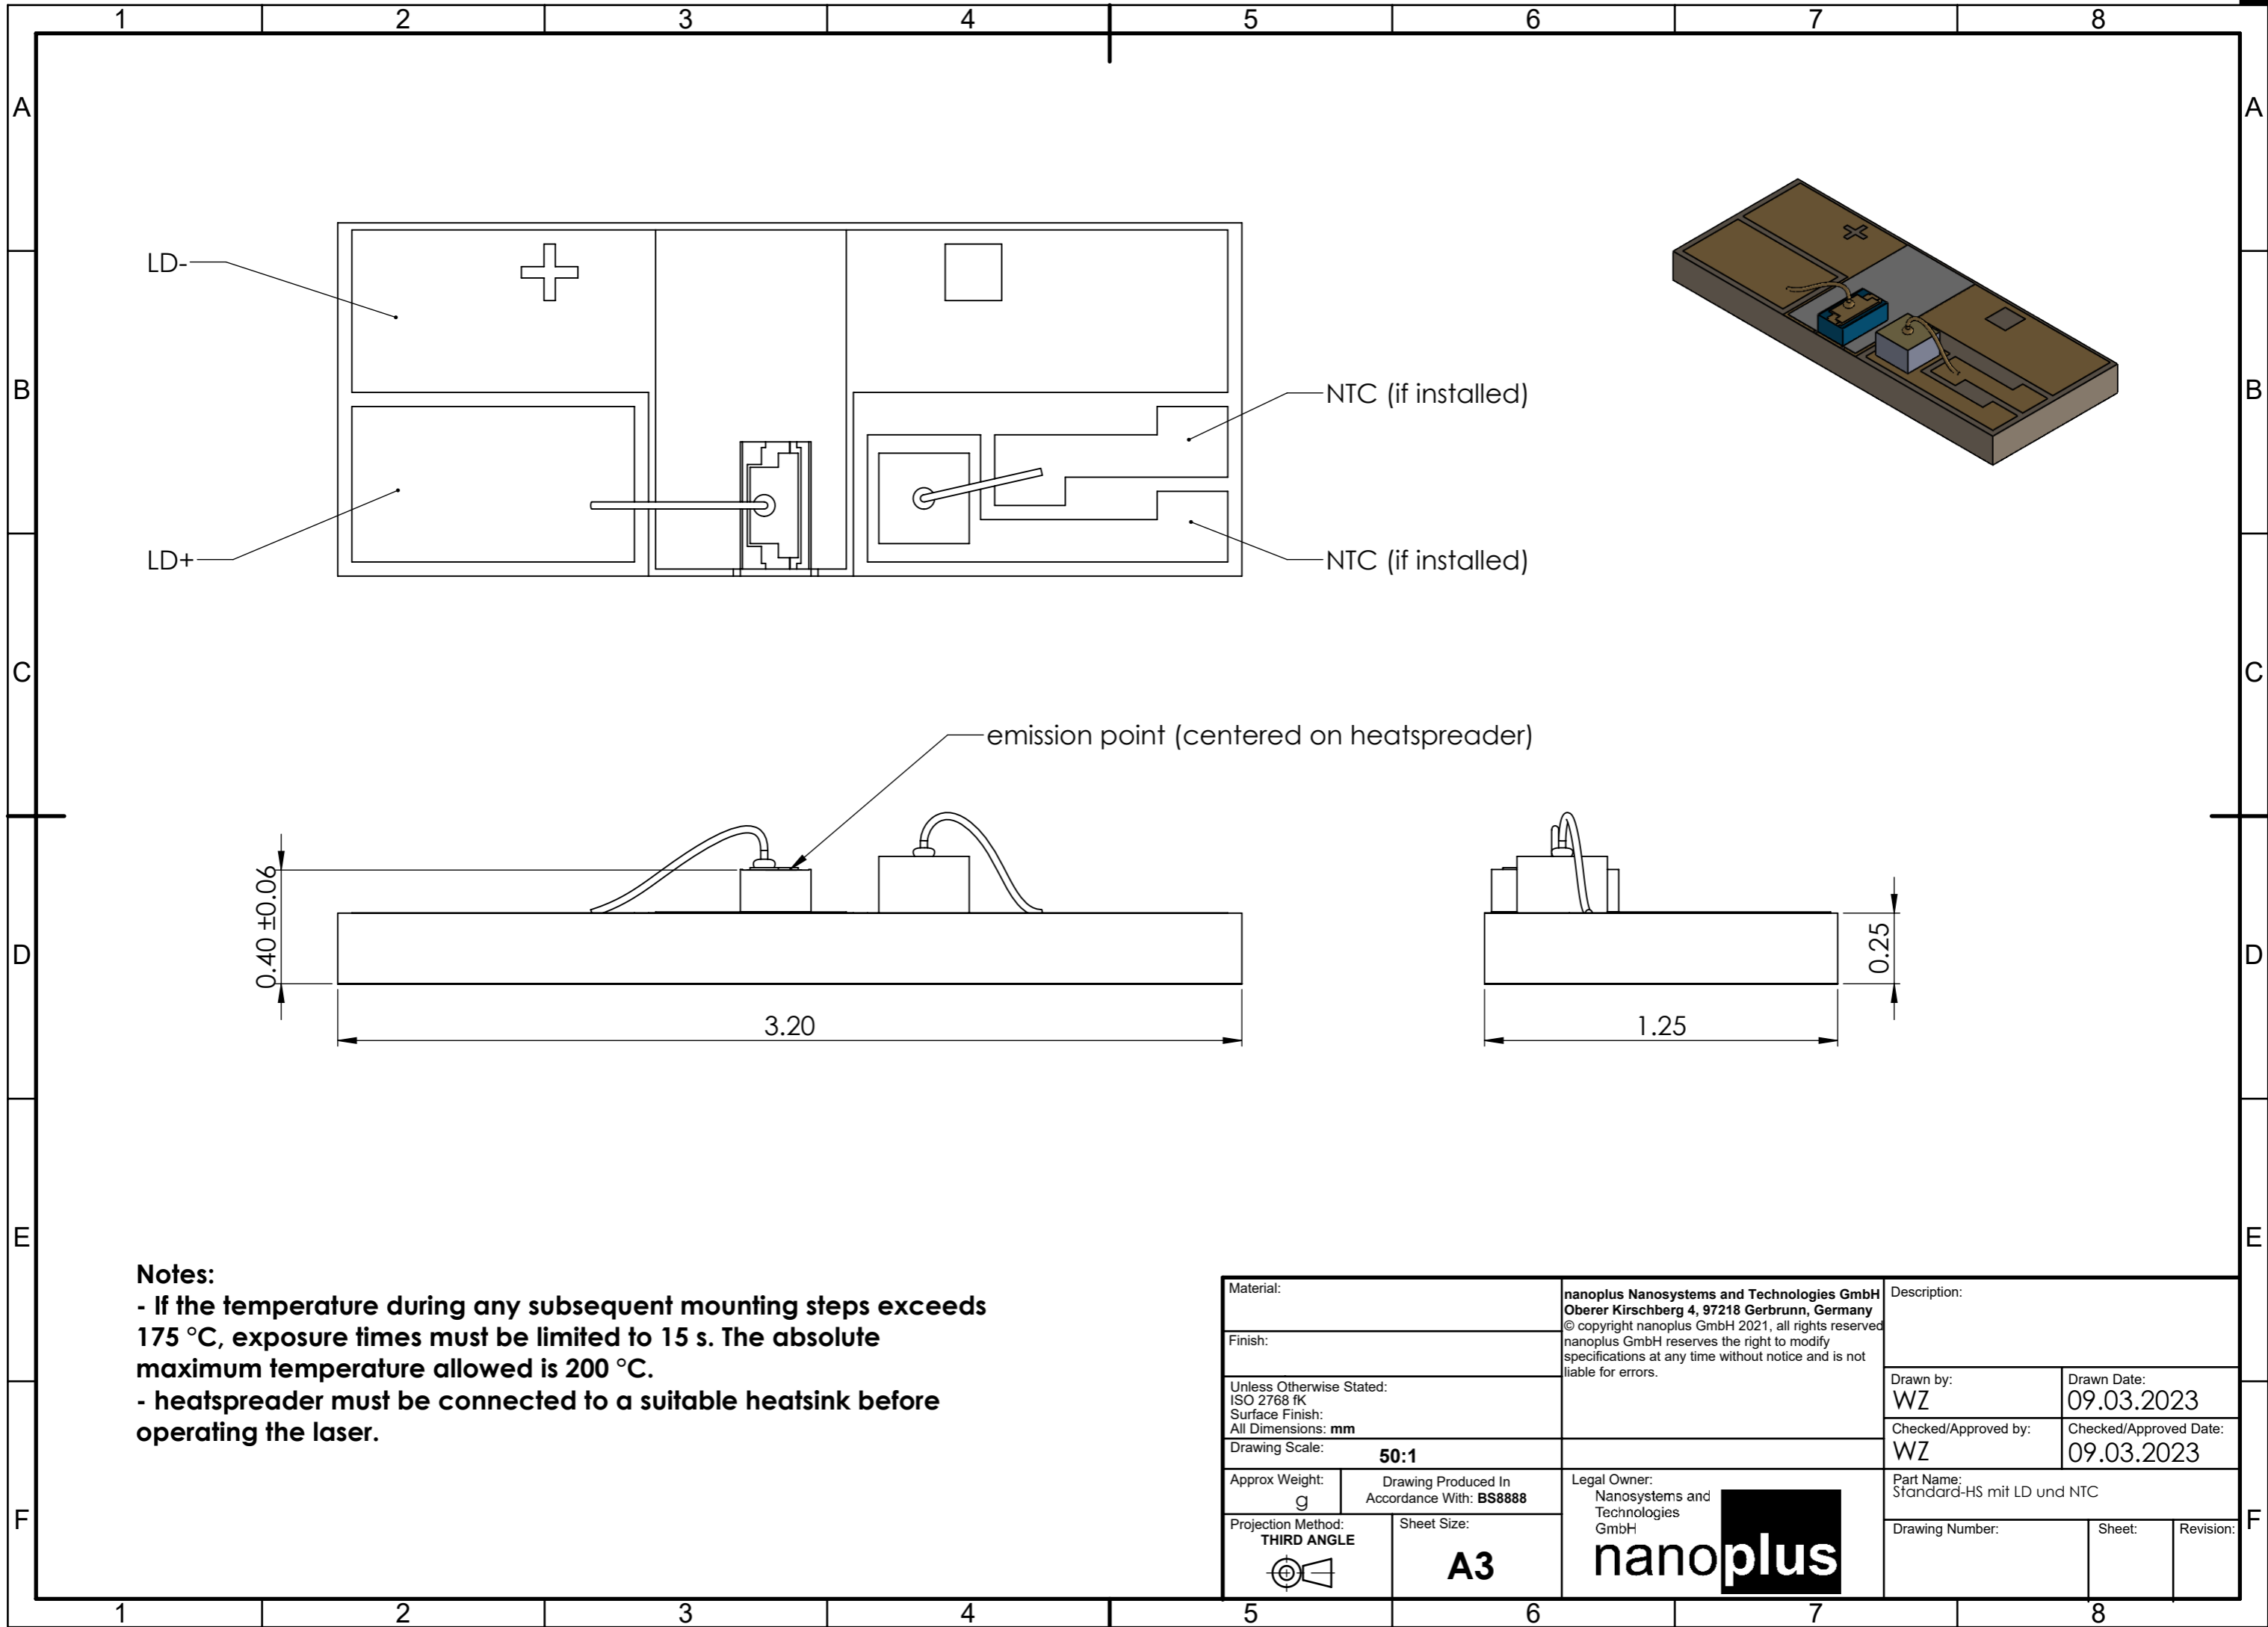 1 2 3 4 5 6 7 8
A A
LD-
B B
NTC (if installed)
LD+
NTC (if installed)
C C
emission point (centered on heatspreader)
0.40 ±0.06
D D
0.25
3.20
1.25
E E
Notes:
- If the temperature during any subsequent mounting steps exceeds
175 °C, exposure times must be limited to 15 s. The absolute
maximum temperature allowed is 200 °C.
- heatspreader must be connected to a suitable heatsink before
operating the laser.
Material:
Finish:
Unless Otherwise Stated:
ISO 2768 fK
Surface Finish:
All Dimensions: mm
Drawing Scale:
50:1
Approx Weight:
g
Drawing Produced In
Accordance With: BS8888
Projection Method:
THIRD ANGLE
Sheet Size:
A3
nanoplus Nanosystems and Technologies GmbH
Oberer Kirschberg 4, 97218 Gerbrunn, Germany
© copyright nanoplus GmbH 2021, all rights reserved
nanoplus GmbH reserves the right to modify
specifications at any time without notice and is not
liable for errors.
Legal Owner:
Nanosystems and
Technologies
GmbH
nanoplus
Description:
Drawn by:
WZ
Drawn Date:
09.03.2023
Checked/Approved by:
WZ
Checked/Approved Date:
09.03.2023
Part Name:
Standard-HS mit LD und NTC
Drawing Number:
Sheet:
Revision:
F F
1 2 3 4 5 6 7 8